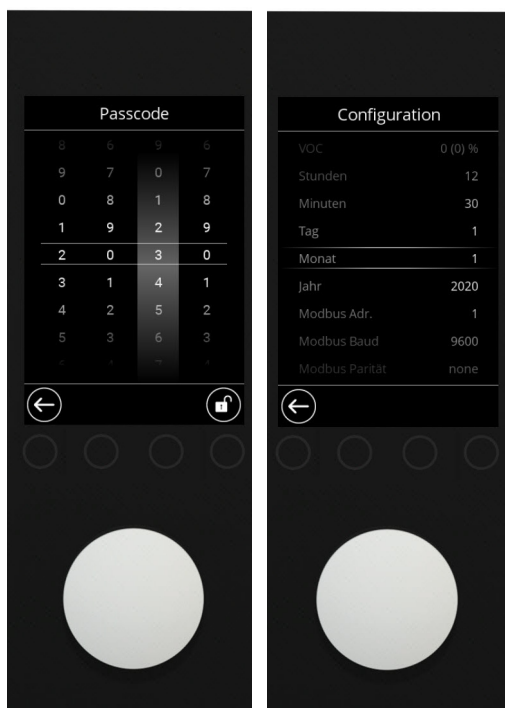 Passcode
8 6 9 6
9 7 0 7
0 8 1 8
1 9 2 9
2 0 3 0
3 1 4 1
4 2 5 2
5 3 6 3
Configuration
VOC 0 (0) %
Stunden 12
Minuten 30
Tag 1
Monat 1
Jahr 2020
Modbus Adr. 1
Modbus Baud 9600
Modbus Parität none